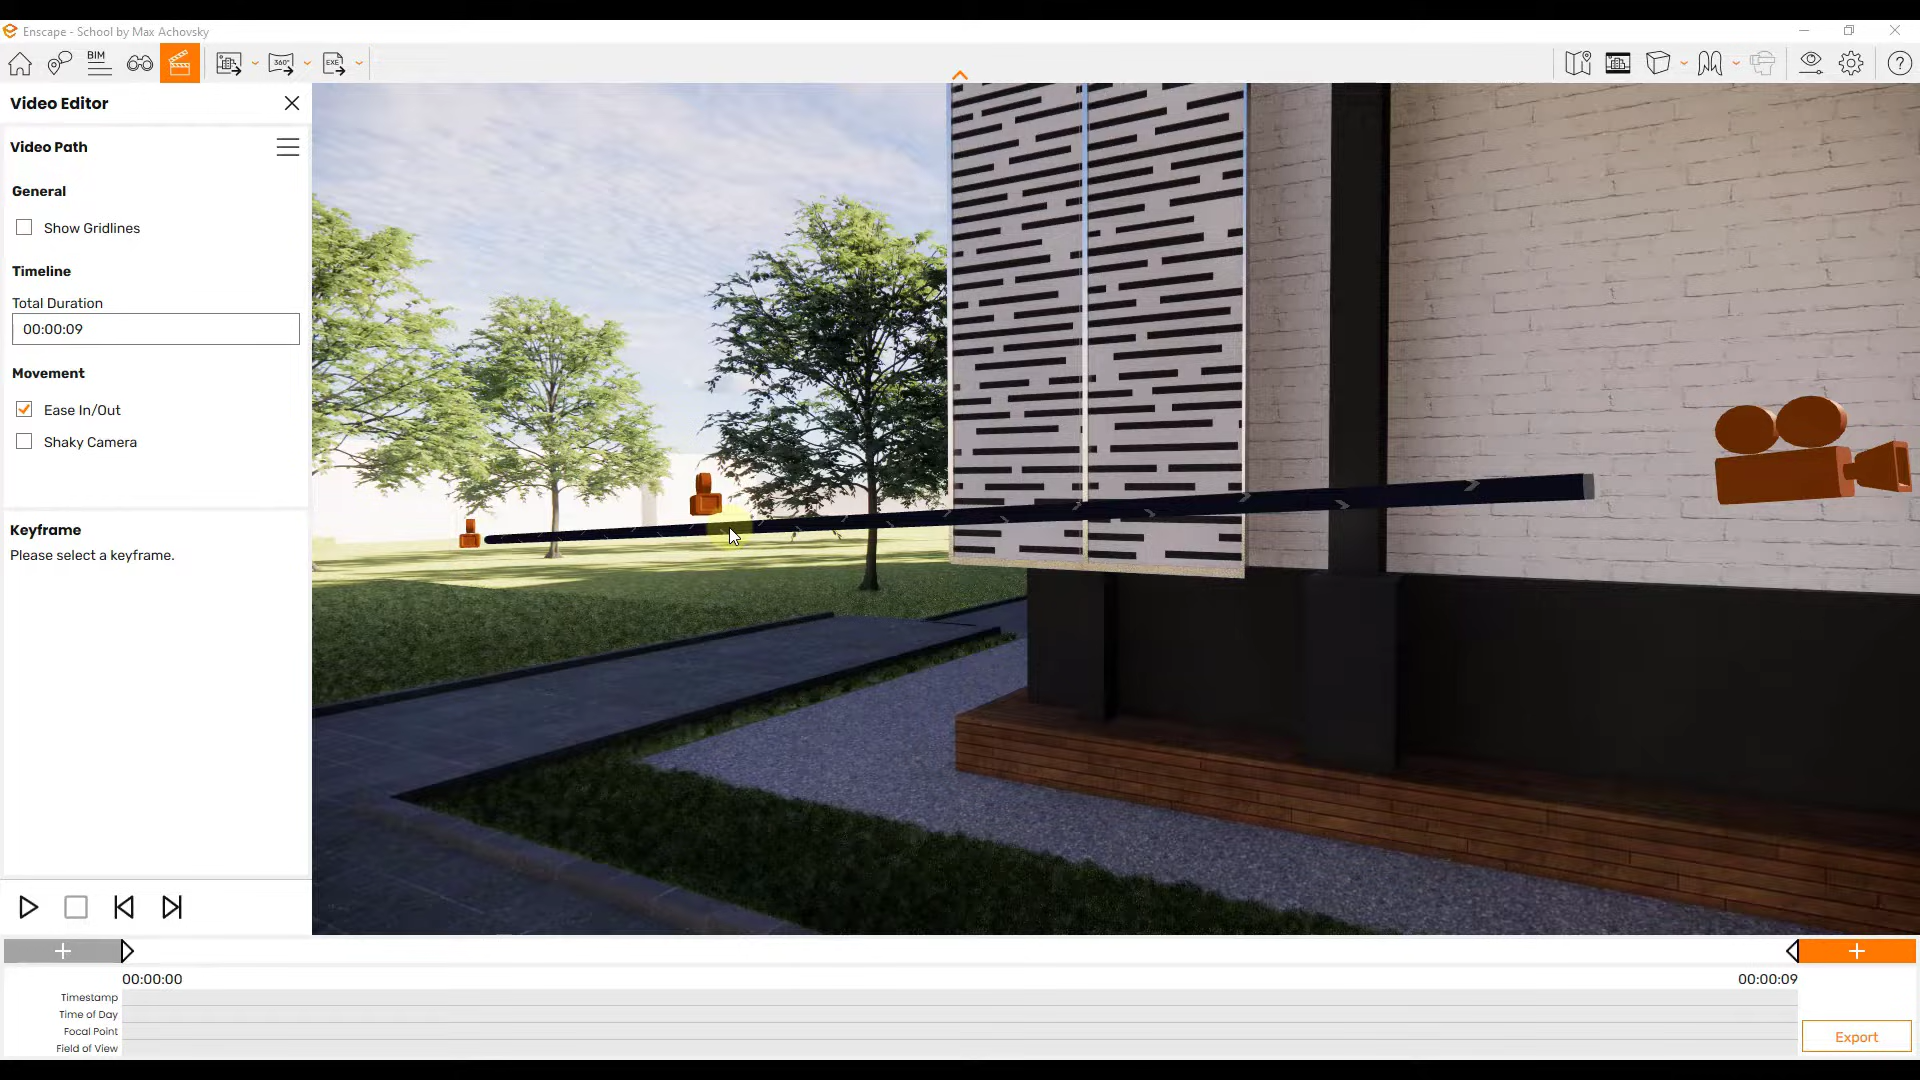 Enscape - School by Max Achovsky
BIM
360°
EXE
Video Editor
Video Path
General
Show Gridlines
Timeline
Total Duration
00:00:09
Movement
Ease In/Out
Shaky Camera
Keyframe
Please select a keyframe.
00:00:00
00:00:09
Timestamp
Time of Day
Focal Point
Field of View
Export